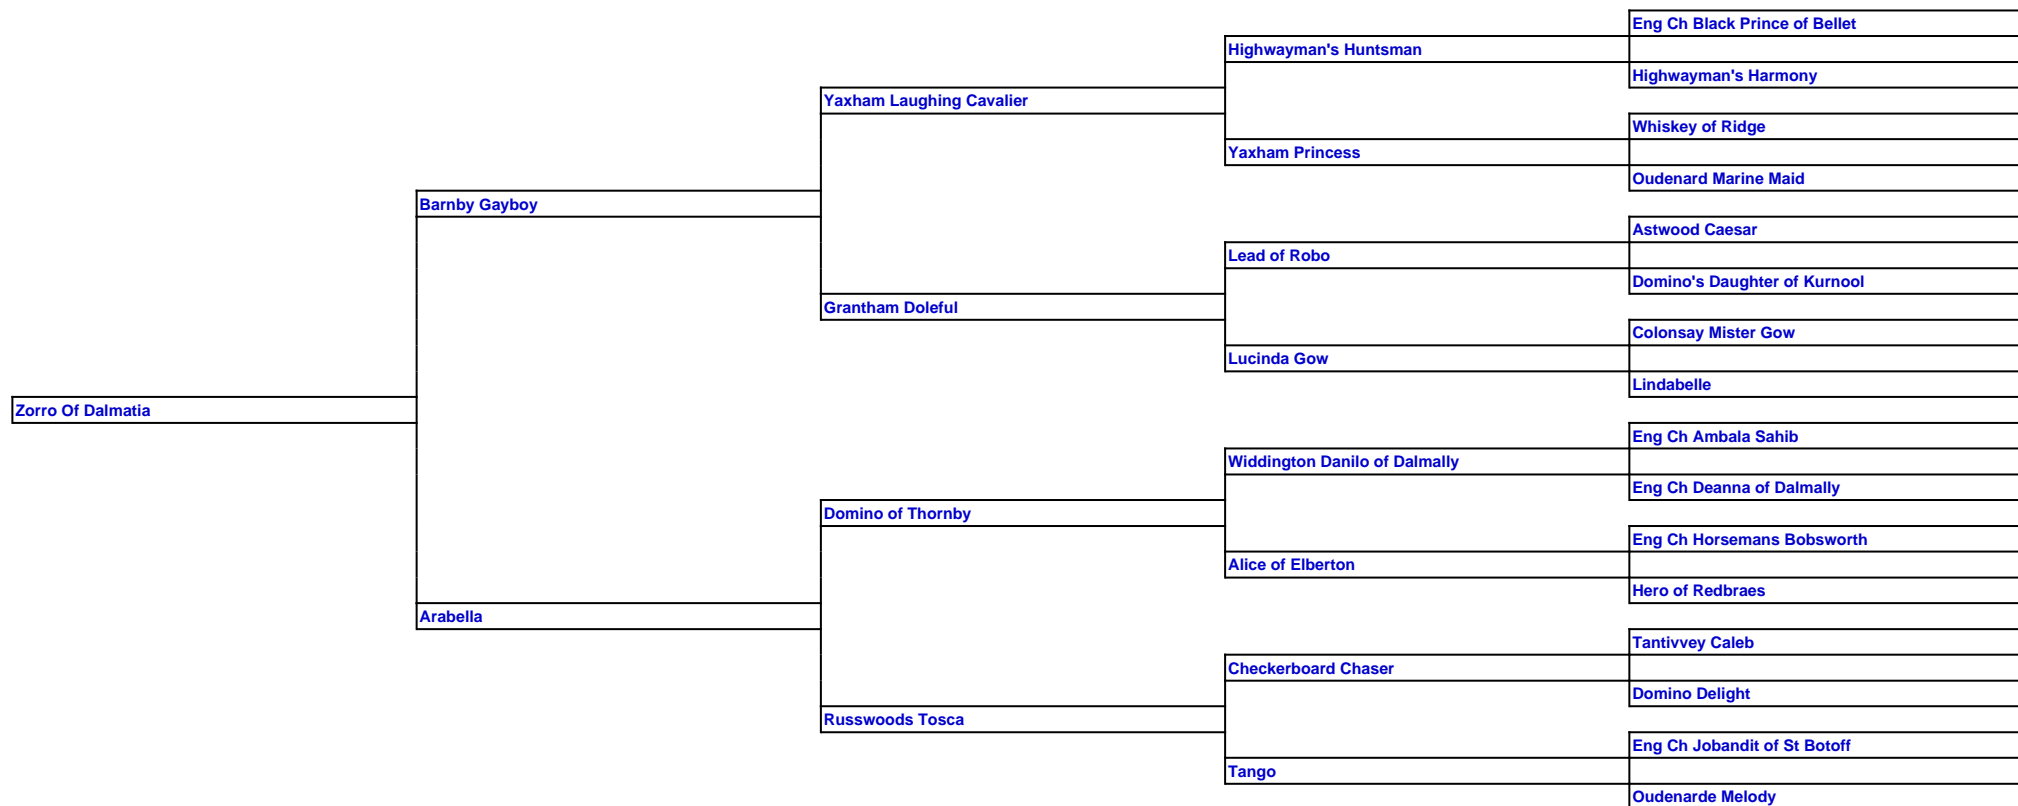 Eng Ch Black Prince of Bellet
Highwayman's Huntsman
Highwayman's Harmony
Yaxham Laughing Cavalier
Whiskey of Ridge
Yaxham Princess
Oudenard Marine Maid
Barnby Gayboy
Astwood Caesar
Lead of Robo
Domino's Daughter of Kurnool
Grantham Doleful
Colonsay Mister Gow
Lucinda Gow
Lindabelle
Zorro Of Dalmatia
Eng Ch Ambala Sahib
Widdington Danilo of Dalmally
Eng Ch Deanna of Dalmally
Domino of Thornby
Eng Ch Horsemans Bobsworth
Alice of Elberton
Hero of Redbraes
Arabella
Tantivvey Caleb
Checkerboard Chaser
Domino Delight
Russwoods Tosca
Eng Ch Jobandit of St Botoff
Tango
Oudenarde Melody